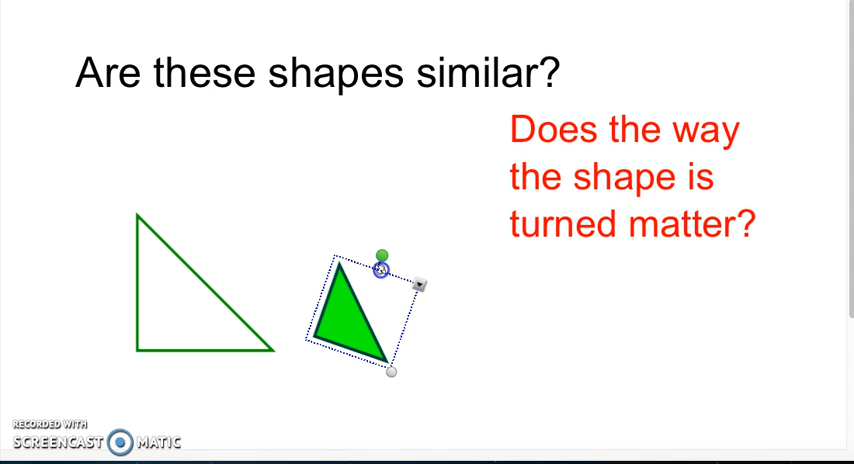 Are these shapes similar?
Does the way
the shape is
turned matter?
RECORDED WITH
SCREENCAST MATIC